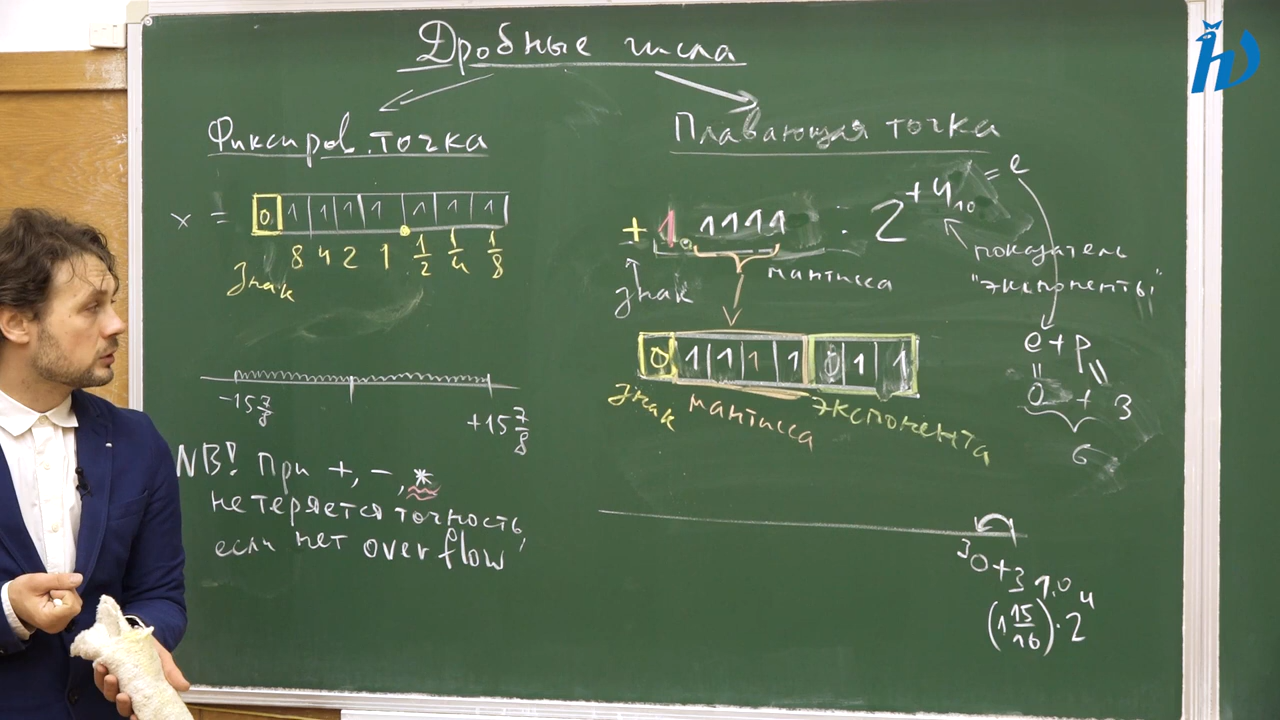 Дробные числа
Фиксиров. точка
x = 0 1 1 1 1 1 1 1
Знак 8 4 2 1 1/2 1/4 1/8
-15 7/8 +15 7/8
NB! При +, -, *
не теряется точность,
если нет overflow
Плавающая точка
+ 1.1111 · 2^+4₁₀ = e
знак мантисса показатель
"экспоненты"
0 1 1 1 1 0 1 1
Знак мантисса экспонента
e + p
0 + 3
6
30+3 1,0
(1 15/16) · 2^4